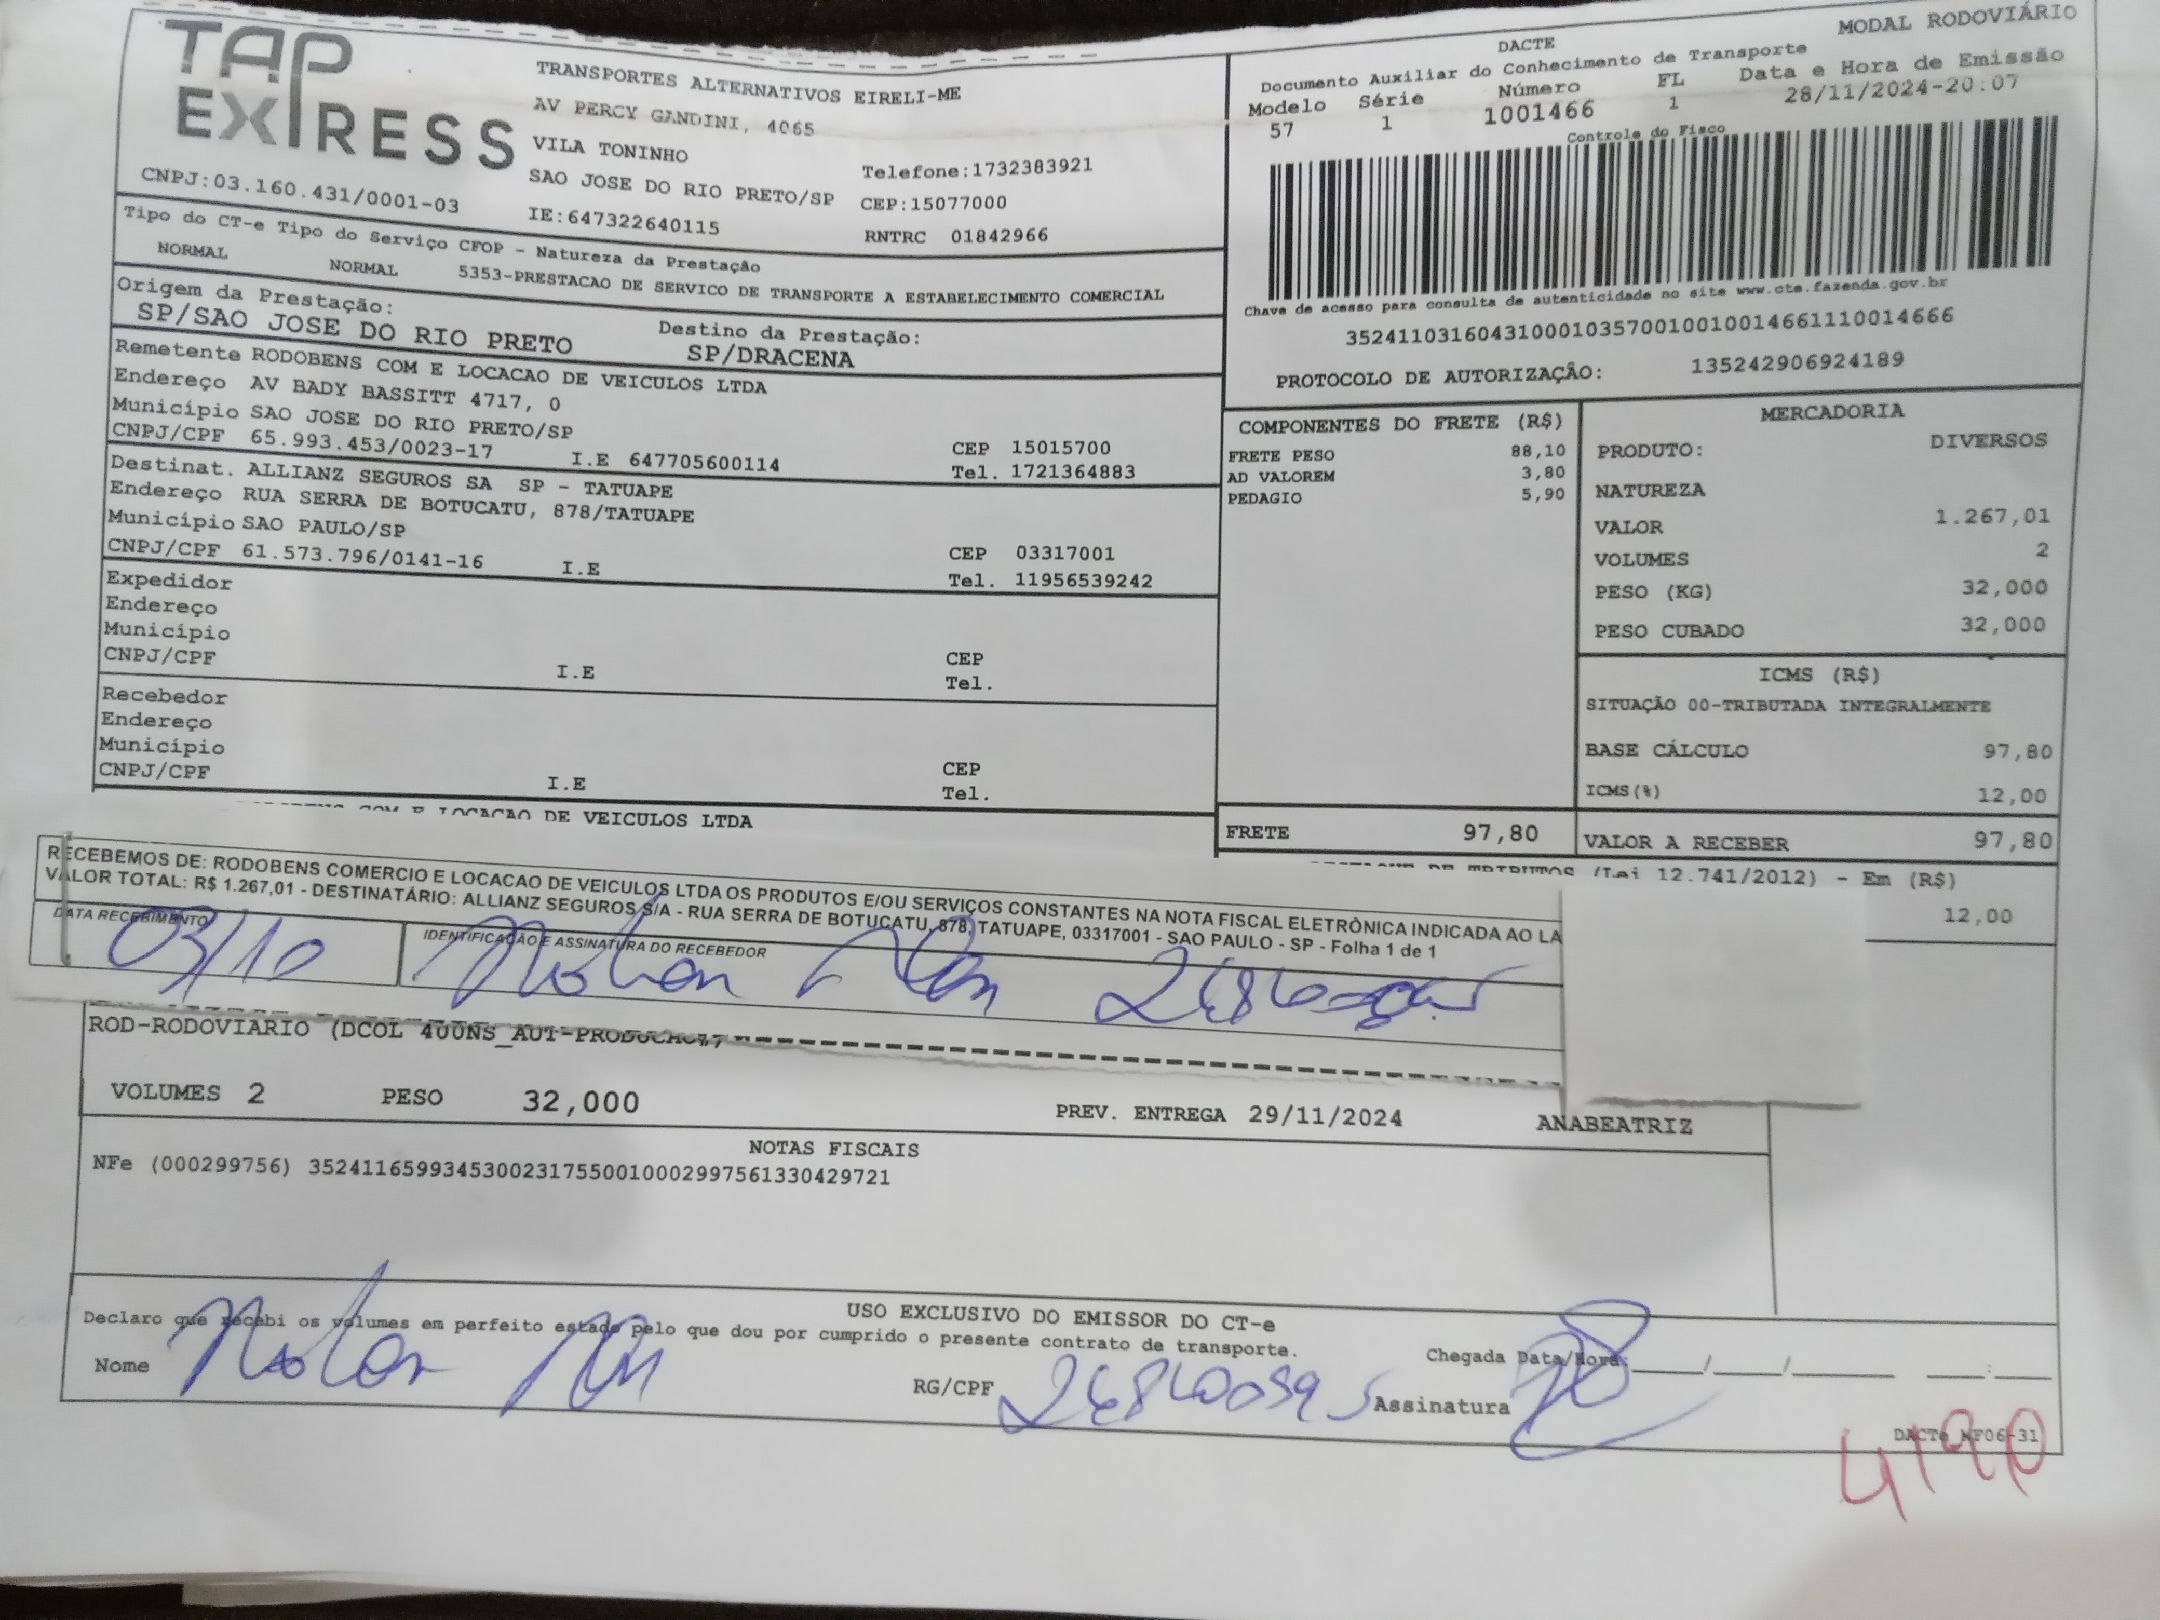 TAP EXPRESS
CNPJ:03.160.431/0001-03
TRANSPORTES ALTERNATIVOS EIRELI-ME
AV PERCY GANDINI, 4065
VILA TONINHO
Telefone:1732383921
SAO JOSE DO RIO PRETO/SP CEP:15077000
IE:647322640115
RNTRC 01842966
MODAL RODOVIÁRIO
DACTE
Documento Auxiliar do Conhecimento de Transporte
Modelo Série Número FL Data e Hora de Emissão
57 1 1001466 1 28/11/2024-20:07
Controle do Fisco
Chave de acesso para consulta de autenticidade no site www.cte.fazenda.gov.br
35241103160431000103570010010014661110014666
PROTOCOLO DE AUTORIZAÇÃO: 135242906924189
Tipo do CT-e Tipo do Serviço CFOP - Natureza da Prestação
NORMAL NORMAL 5353-PRESTACAO DE SERVICO DE TRANSPORTE A ESTABELECIMENTO COMERCIAL
Origem da Prestação: Destino da Prestação:
SP/SAO JOSE DO RIO PRETO SP/DRACENA
Remetente RODOBENS COM E LOCACAO DE VEICULOS LTDA
Endereço AV BADY BASSITT 4717, 0
Município SAO JOSE DO RIO PRETO/SP CEP 15015700
CNPJ/CPF 65.993.453/0023-17 I.E 647705600114 Tel. 1721364883
Destinat. ALLIANZ SEGUROS SA SP - TATUAPE
Endereço RUA SERRA DE BOTUCATU, 878/TATUAPE
Município SAO PAULO/SP CEP 03317001
CNPJ/CPF 61.573.796/0141-16 I.E Tel. 11956539242
Expedidor
Endereço
Município CEP
CNPJ/CPF I.E Tel.
Recebedor
Endereço
Município CEP
CNPJ/CPF I.E Tel.
COM E LOCACAO DE VEICULOS LTDA
COMPONENTES DO FRETE (R$)
FRETE PESO 88,10
AD VALOREM 3,80
PEDAGIO 5,90
FRETE 97,80
MERCADORIA
PRODUTO: DIVERSOS
NATUREZA
VALOR 1.267,01
VOLUMES 2
PESO (KG) 32,000
PESO CUBADO 32,000
ICMS (R$)
SITUAÇÃO 00-TRIBUTADA INTEGRALMENTE
BASE CÁLCULO 97,80
ICMS(%) 12,00
VALOR A RECEBER 97,80
DE TRIBUTOS (Lei 12.741/2012) - Em (R$)
12,00
RECEBEMOS DE: RODOBENS COMERCIO E LOCACAO DE VEICULOS LTDA OS PRODUTOS E/OU SERVIÇOS CONSTANTES NA NOTA FISCAL ELETRÔNICA INDICADA AO LA
VALOR TOTAL: R$ 1.267,01 - DESTINATÁRIO: ALLIANZ SEGUROS S/A - RUA SERRA DE BOTUCATU, 878, TATUAPE, 03317001 - SAO PAULO - SP - Folha 1 de 1
DATA RECEBIMENTO IDENTIFICAÇÃO E ASSINATURA DO RECEBEDOR
03/10
ROD-RODOVIARIO (DCOL 400NS_AUT-PRODUCAO
VOLUMES 2 PESO 32,000 PREV. ENTREGA 29/11/2024 ANABEATRIZ
NOTAS FISCAIS
NFe (000299756) 35241165993453002317550010002997561330429721
USO EXCLUSIVO DO EMISSOR DO CT-e
Declaro que recebi os volumes em perfeito estado pelo que dou por cumprido o presente contrato de transporte.
Nome RG/CPF Assinatura Chegada Data/Hora: / / :
DACTe NF06-31